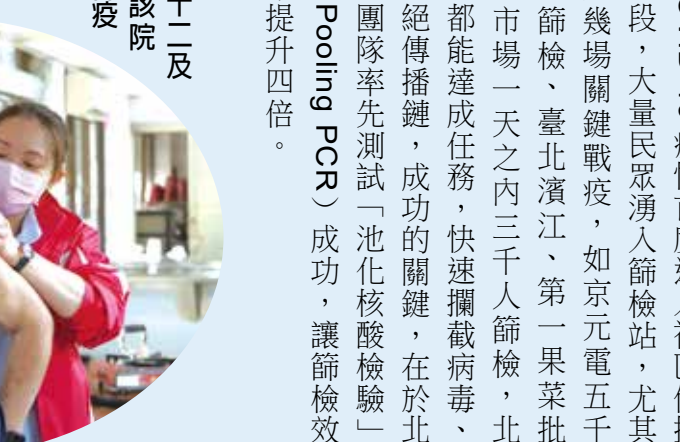 段，大量民眾湧入篩檢站，尤其
幾場關鍵戰疫，如京元電五千
篩檢、臺北濱江、第一果菜批
市場一天之內三千人篩檢，北
都能達成任務，快速攔截病毒、
絕傳播鏈，成功的關鍵，在於北
團隊率先測試「池化核酸檢驗」
Pooling PCR）成功，讓篩檢效
提升四倍。
十二及
該院
疫